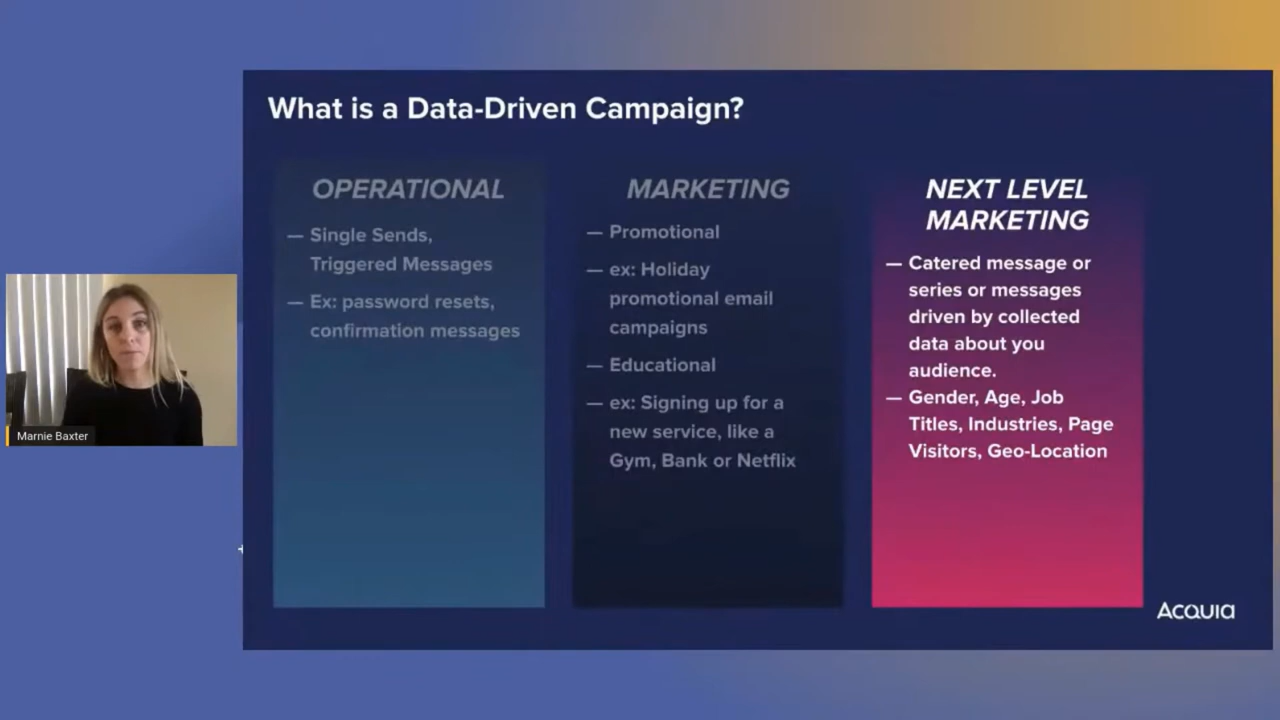 What is a Data-Driven Campaign?
OPERATIONAL
— Single Sends,
Triggered Messages
— Ex: password resets,
confirmation messages
MARKETING
— Promotional
— ex: Holiday
promotional email
campaigns
— Educational
— ex: Signing up for a
new service, like a
Gym, Bank or Netflix
NEXT LEVEL
MARKETING
— Catered message or
series or messages
driven by collected
data about you
audience.
— Gender, Age, Job
Titles, Industries, Page
Visitors, Geo-Location
Marnie Baxter
Acquia